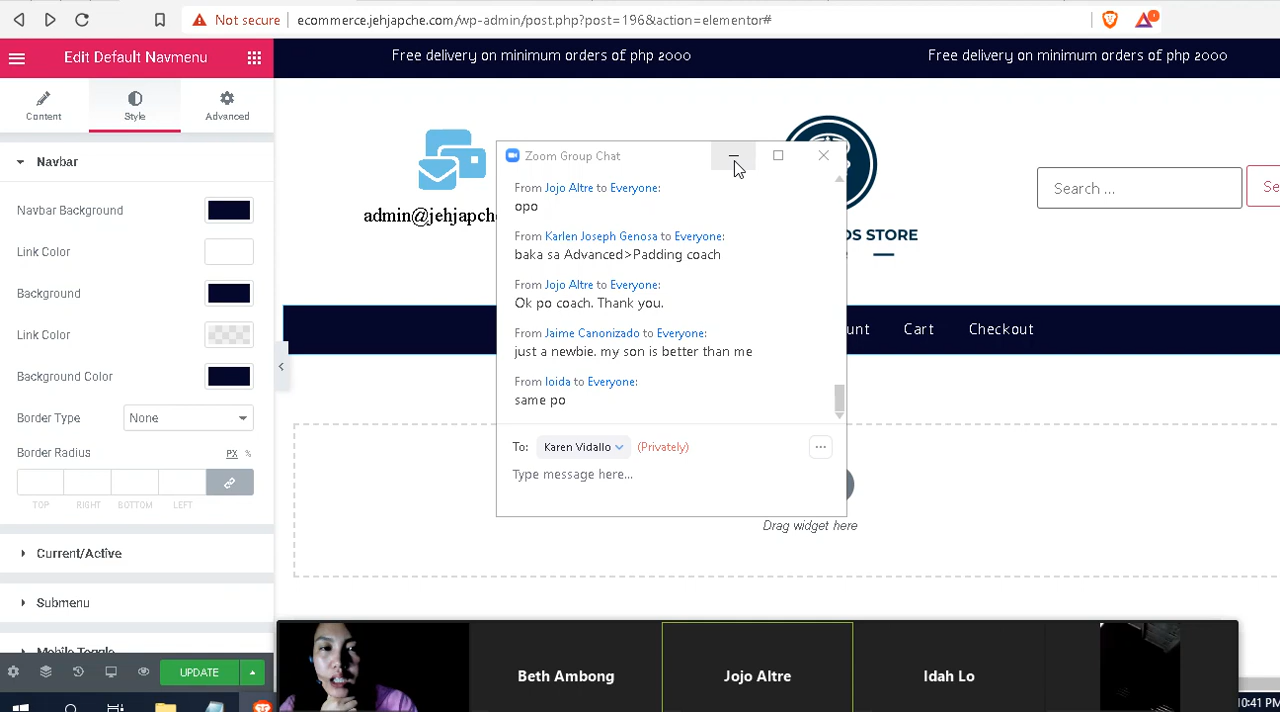 Not secure
ecommerce.jehjapche.com/wp-admin/post.php?post=196&action=elementor#
Edit Default Navmenu
Free delivery on minimum orders of php 2000
Free delivery on minimum orders of php 2000
Content
Style
Advanced
Navbar
Navbar Background
Link Color
Background
Link Color
Background Color
Border Type
None
Border Radius
PX
%
TOP
RIGHT
BOTTOM
LEFT
Current/Active
Submenu
Mobile Toggle
UPDATE
admin@jehjapche
Search ...
Se
DS STORE
unt
Cart
Checkout
Zoom Group Chat
From Jojo Altre to Everyone:
opo
From Karlen Joseph Genosa to Everyone:
baka sa Advanced>Padding coach
From Jojo Altre to Everyone:
Ok po coach. Thank you.
From Jaime Canonizado to Everyone:
just a newbie. my son is better than me
From loida to Everyone:
same po
To: Karen Vidallo (Privately)
Type message here...
Drag widget here
Beth Ambong
Jojo Altre
Idah Lo
10:41 PM